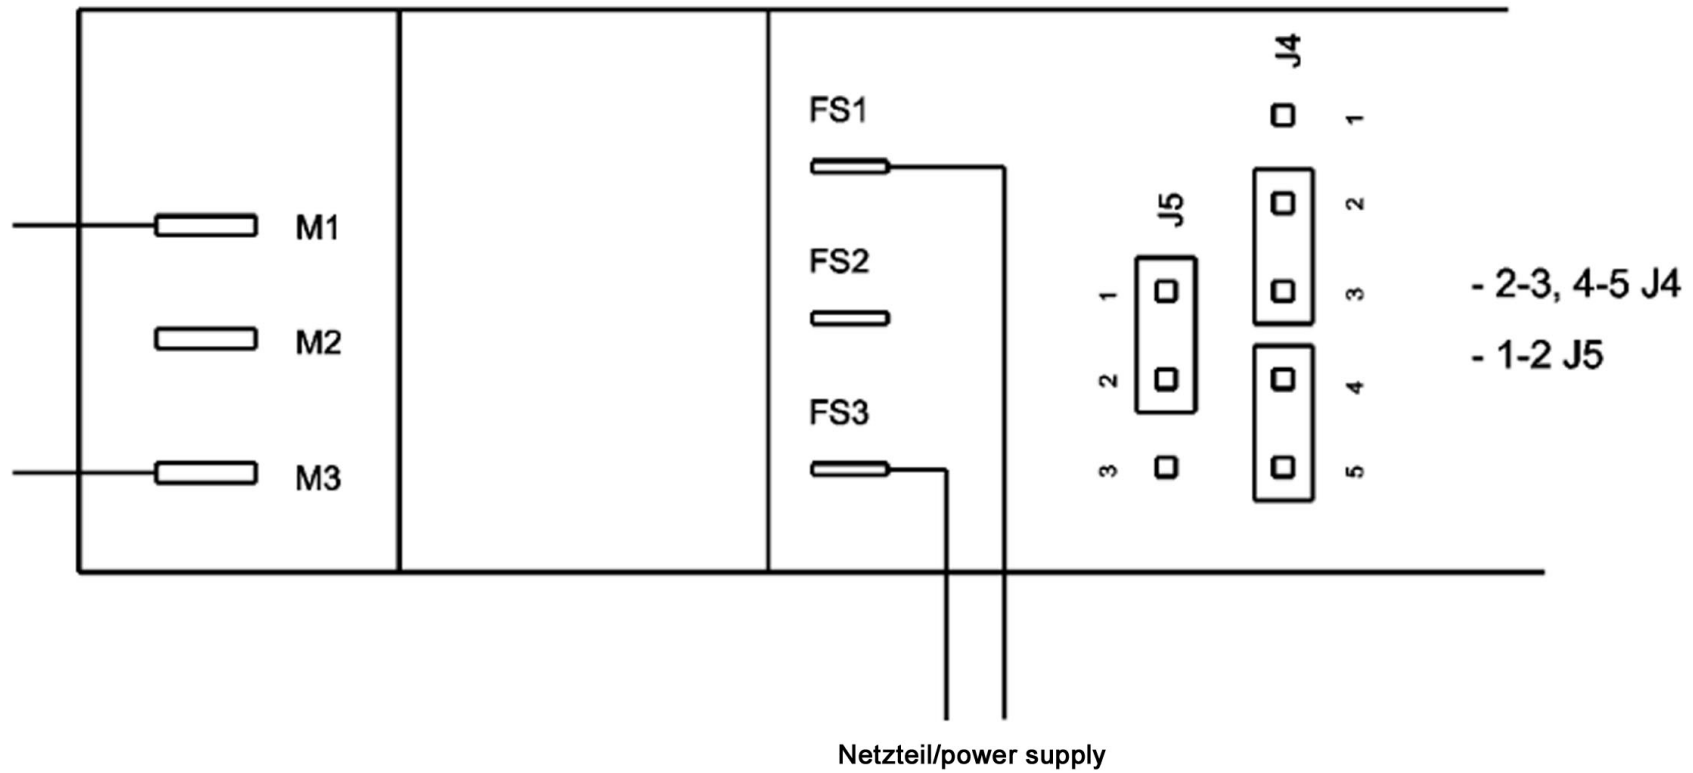 M1
M2
M3
FS1
FS2
FS3
J5
1
2
3
J4
1
2
3
4
5
- 2-3, 4-5 J4
- 1-2 J5
Netzteil/power supply